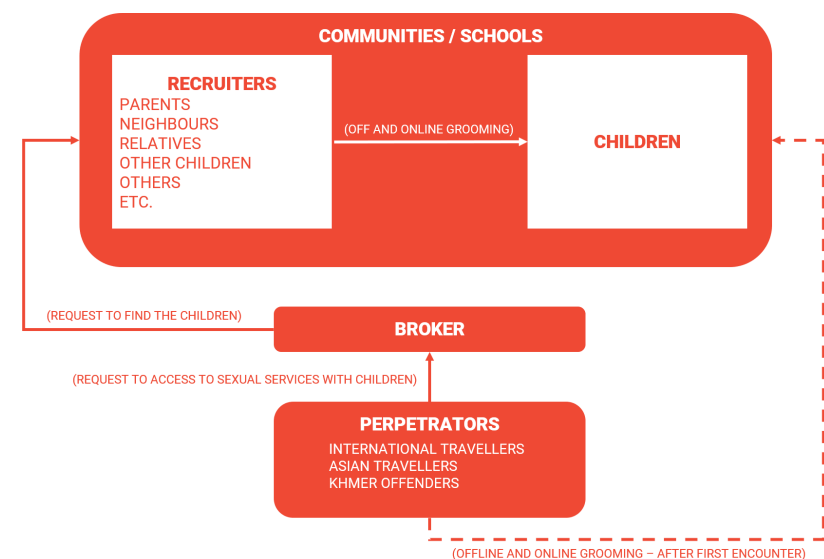 COMMUNITIES / SCHOOLS
RECRUITERS
PARENTS
NEIGHBOURS
RELATIVES
OTHER CHILDREN
OTHERS
ETC.
(OFF AND ONLINE GROOMING)
CHILDREN
(REQUEST TO FIND THE CHILDREN)
BROKER
(REQUEST TO ACCESS TO SEXUAL SERVICES WITH CHILDREN)
PERPETRATORS
INTERNATIONAL TRAVELLERS
ASIAN TRAVELLERS
KHMER OFFENDERS
(OFFLINE AND ONLINE GROOMING – AFTER FIRST ENCOUNTER)